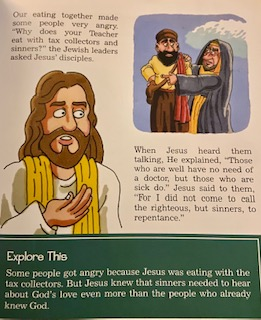 Our eating together made
some people very angry.
"Why does your Teacher
eat with tax collectors and
sinners?" the Jewish leaders
asked Jesus' disciples.
When Jesus heard them
talking, He explained, "Those
who are well have no need of
a doctor, but those who are
sick do." Jesus said to them,
"For I did not come to call
the righteous, but sinners, to
repentance."
Explore This
Some people got angry because Jesus was eating with the
tax collectors. But Jesus knew that sinners needed to hear
about God's love even more than the people who already
knew God.